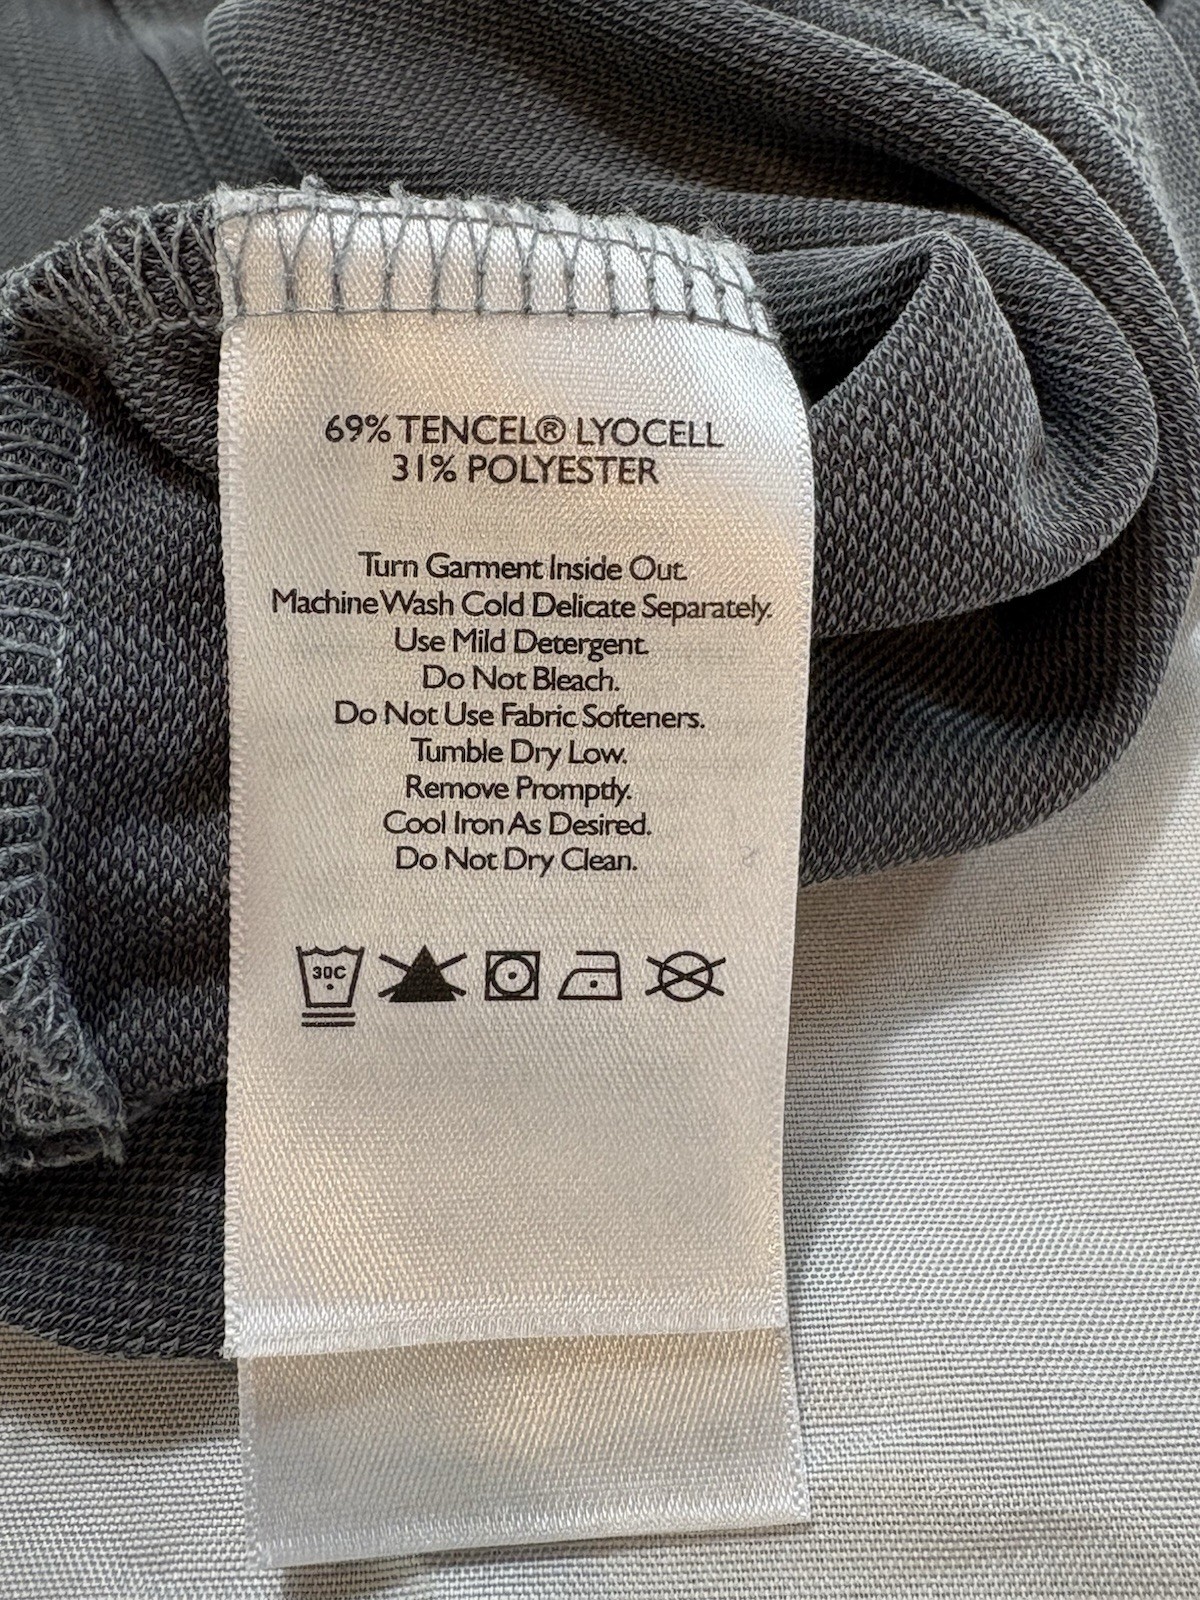 69% TENCEL® LYOCELL
31% POLYESTER
Turn Garment Inside Out.
Machine Wash Cold Delicate Separately.
Use Mild Detergent.
Do Not Bleach.
Do Not Use Fabric Softeners.
Tumble Dry Low.
Remove Promptly.
Cool Iron As Desired.
Do Not Dry Clean.
30C